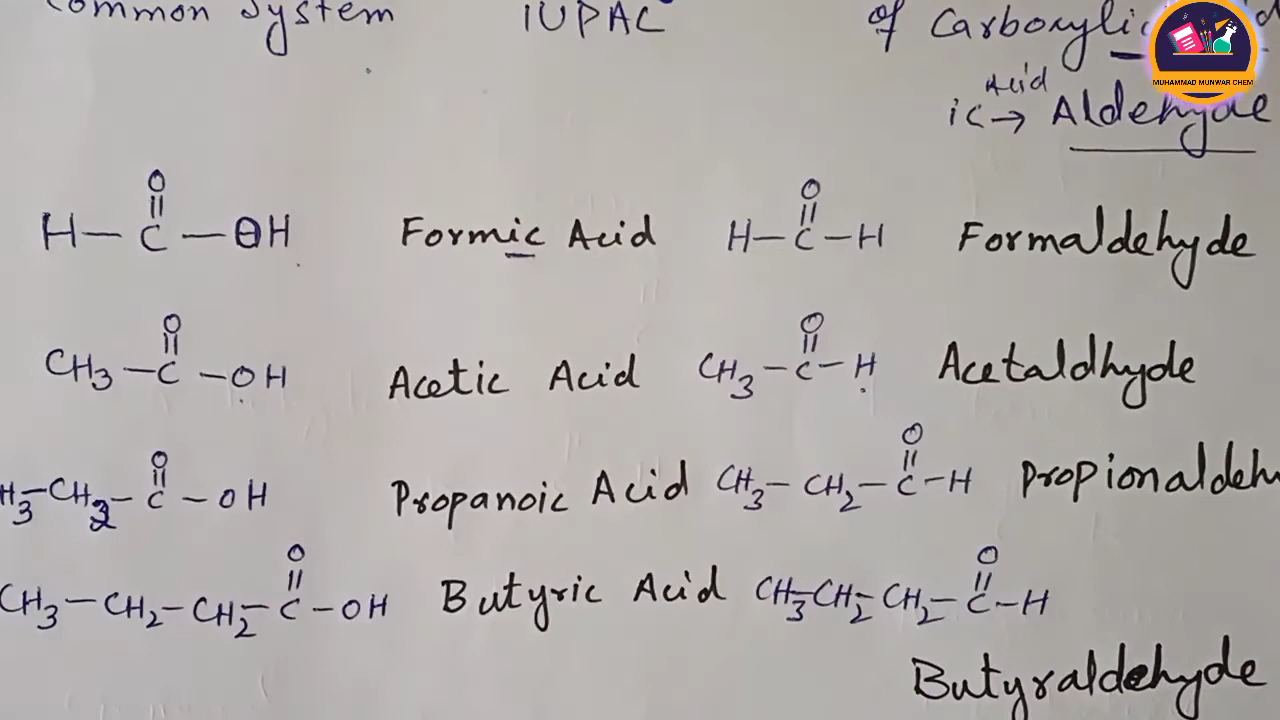 Common System IUPAC of Carboxylic
MUHAMMAD MUNWAR CHEM
Acid
ic → Aldehyde
O O
H — C — OH Formic Acid H — C — H Formaldehyde
O O
CH3 — C — OH Acetic Acid CH3 — C — H Acetaldhyde
O O
H3 — CH2 — C — OH Propanoic Acid CH3 — CH2 — C — H Propionaldeh
O O
CH3 — CH2 — CH2 — C — OH Butyric Acid CH3 — CH2 — CH2 — C — H
Butyraldehyde